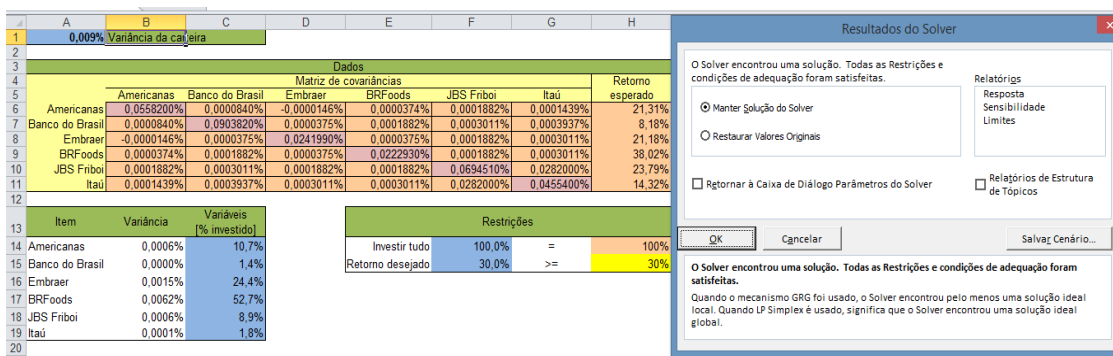 A B C D E F G H
1 0,009% Variância da carteira
2
3 Dados
4 Matriz de covariâncias Retorno
5 Americanas Banco do Brasil Embraer BRFoods JBS Friboi Itaú esperado
6 Americanas 0,0558200% 0,0000840% -0,0000146% 0,0000374% 0,0001882% 0,0001439% 21,31%
7 Banco do Brasil 0,0000840% 0,0903820% 0,0000375% 0,0001882% 0,0003011% 0,0003937% 8,18%
8 Embraer -0,0000146% 0,0000375% 0,0241990% 0,0000375% 0,0001882% 0,0003011% 21,18%
9 BRFoods 0,0000374% 0,0001882% 0,0000375% 0,0222930% 0,0001882% 0,0003011% 38,02%
10 JBS Friboi 0,0001882% 0,0003011% 0,0001882% 0,0001882% 0,0694510% 0,0282000% 23,79%
11 Itaú 0,0001439% 0,0003937% 0,0003011% 0,0003011% 0,0282000% 0,0455400% 14,32%
12
13 Item Variância Variáveis [% investido] Restrições
14 Americanas 0,0006% 10,7% Investir tudo 100,0% = 100%
15 Banco do Brasil 0,0000% 1,4% Retorno desejado 30,0% >= 30%
16 Embraer 0,0015% 24,4%
17 BRFoods 0,0062% 52,7%
18 JBS Friboi 0,0006% 8,9%
19 Itaú 0,0001% 1,8%
20
Resultados do Solver
O Solver encontrou uma solução. Todas as Restrições e
condições de adequação foram satisfeitas.
Relatórios
Manter Solução do Solver
Restaurar Valores Originais
Resposta
Sensibilidade
Limites
Retornar à Caixa de Diálogo Parâmetros do Solver
Relatórios de Estrutura
de Tópicos
OK Cancelar Salvar Cenário...
O Solver encontrou uma solução. Todas as Restrições e condições de adequação foram
satisfeitas.
Quando o mecanismo GRG foi usado, o Solver encontrou pelo menos uma solução ideal
local. Quando LP Simplex é usado, significa que o Solver encontrou uma solução ideal
global.